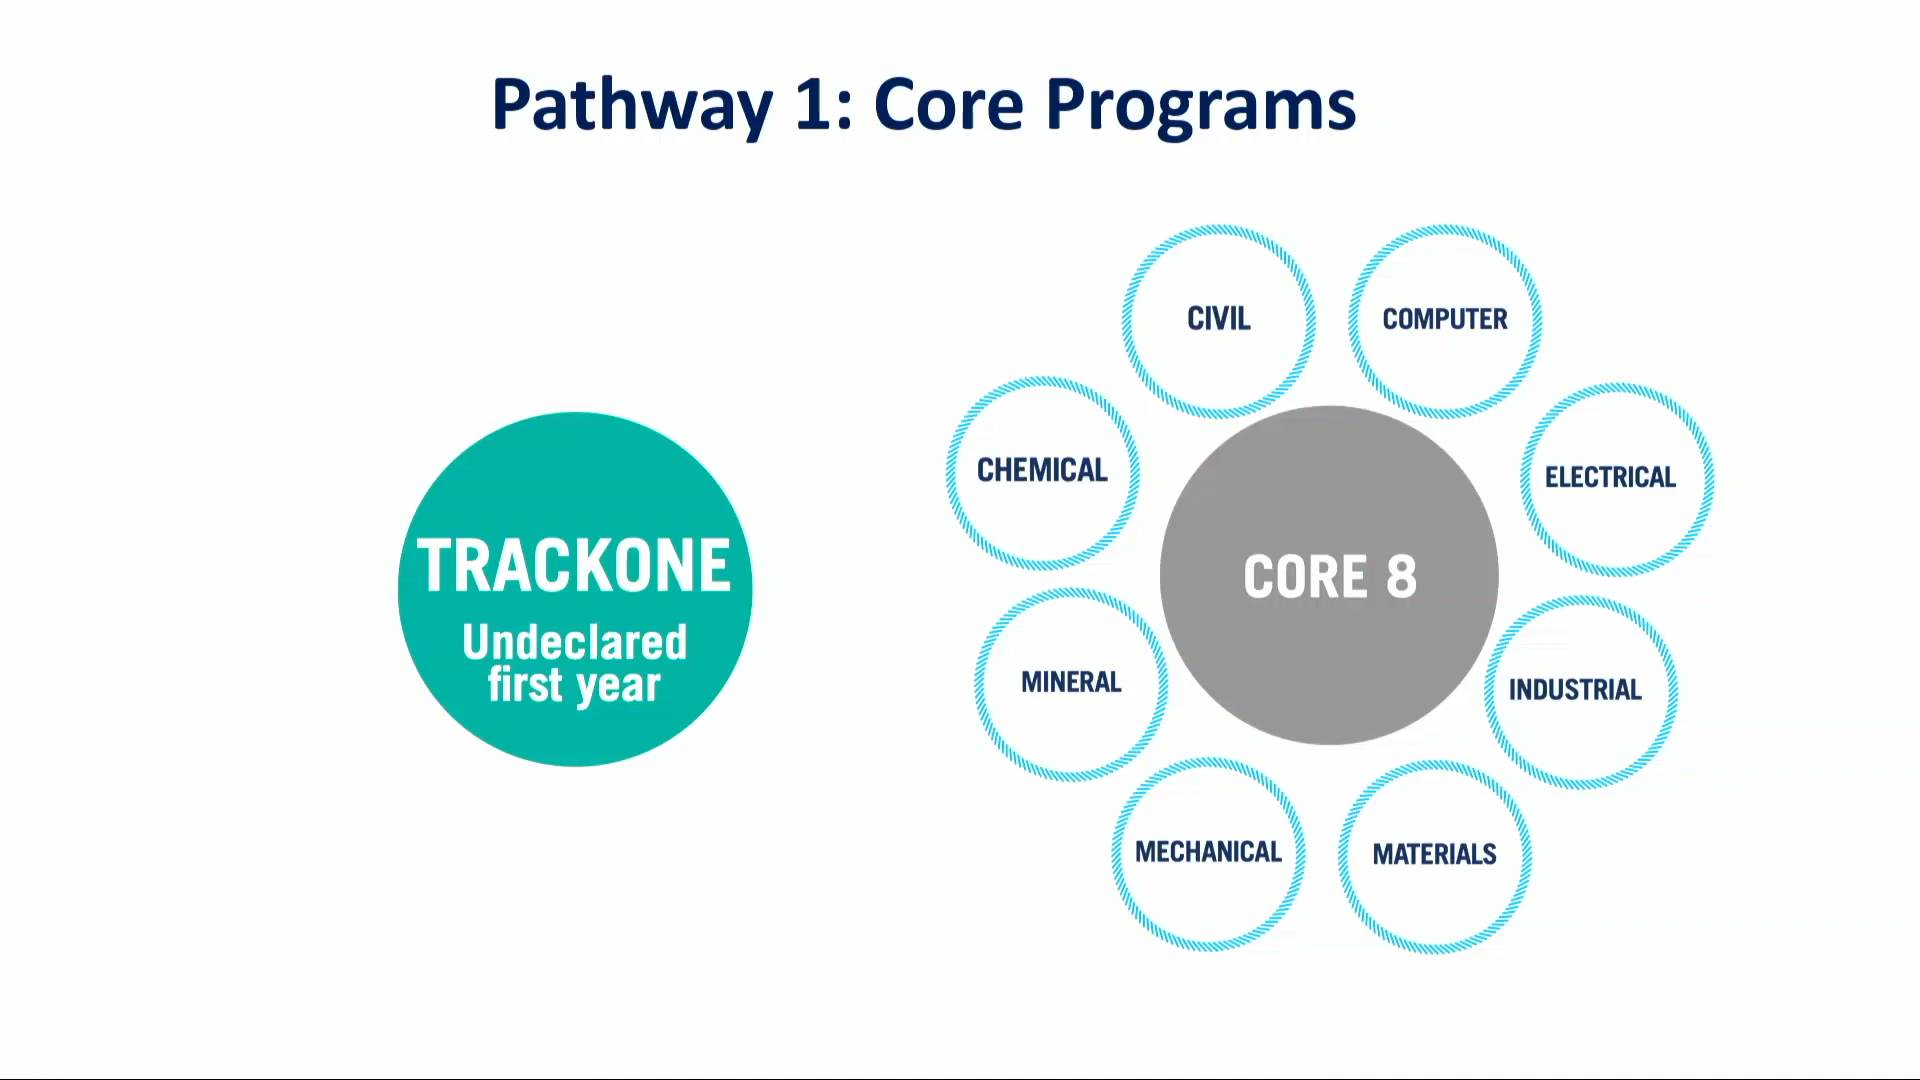 Pathway 1: Core Programs
TRACKONE
Undeclared
first year
CORE 8
CIVIL
COMPUTER
ELECTRICAL
INDUSTRIAL
MATERIALS
MECHANICAL
MINERAL
CHEMICAL